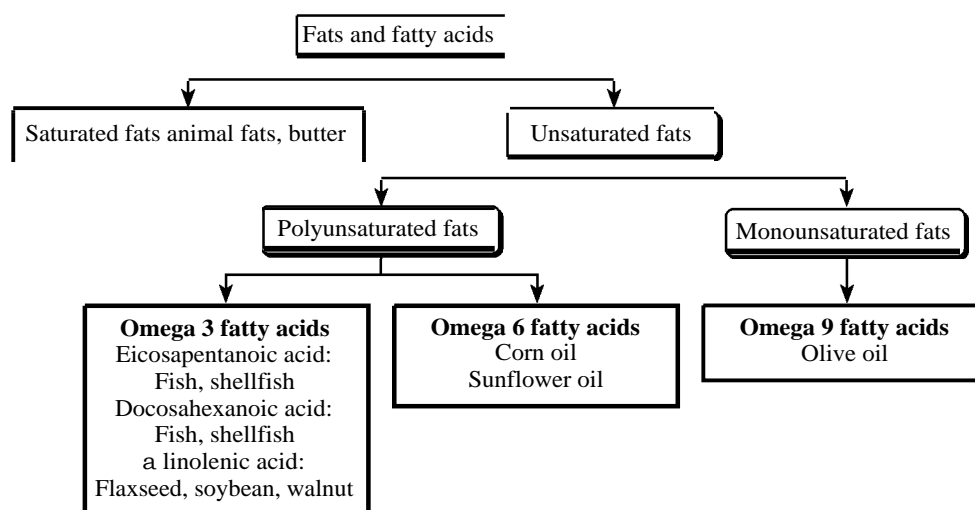 Fats and fatty acids
Saturated fats animal fats, butter
Unsaturated fats
Polyunsaturated fats
Monounsaturated fats
Omega 3 fatty acids
Eicosapentanoic acid:
Fish, shellfish
Docosahexanoic acid:
Fish, shellfish
a linolenic acid:
Flaxseed, soybean, walnut
Omega 6 fatty acids
Corn oil
Sunflower oil
Omega 9 fatty acids
Olive oil